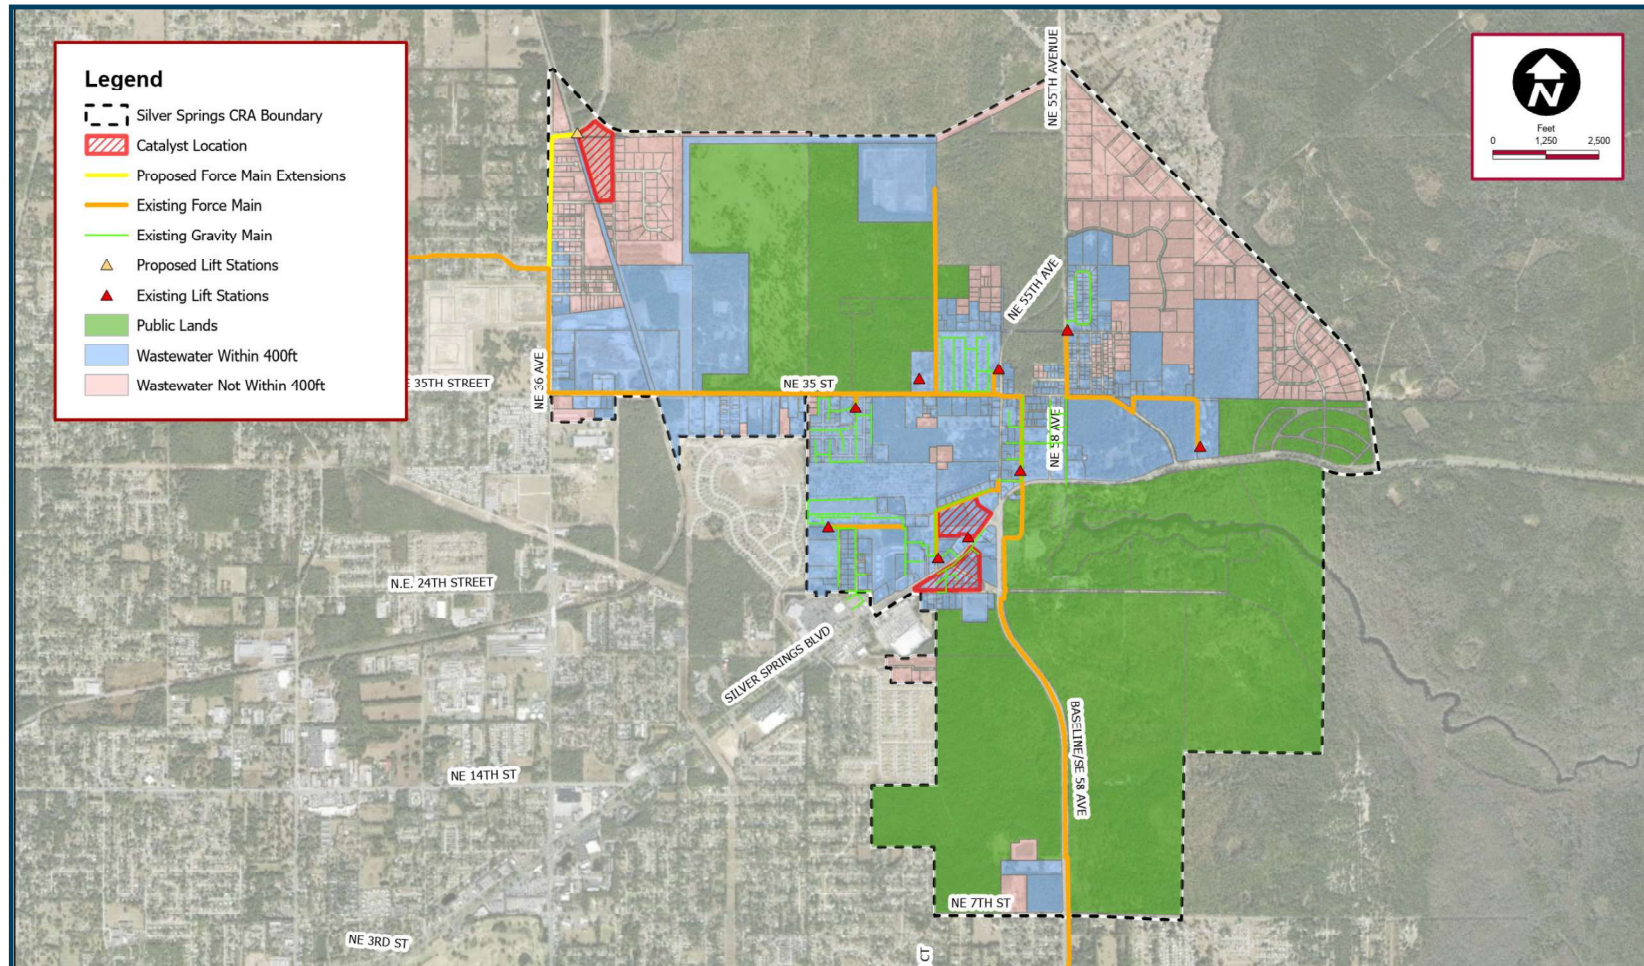 Legend
Silver Springs CRA Boundary
Catalyst Location
Proposed Force Main Extensions
Existing Force Main
Existing Gravity Main
Proposed Lift Stations
Existing Lift Stations
Public Lands
Wastewater Within 400ft
Wastewater Not Within 400ft
N
Feet
0 1,250 2,500
NE 55TH AVENUE
NE 55TH AVE
NE 36 AVE
E 35TH STREET
NE 35 ST
NE 58 AVE
N.E. 24TH STREET
SILVER SPRINGS BLVD
BASELINE/SE 58 AVE
NE 14TH ST
NE 7TH ST
NE 3RD ST
CT